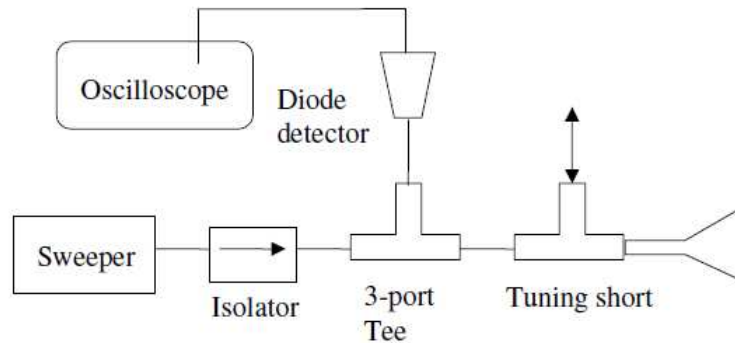 Oscilloscope
Diode
detector
Sweeper
Isolator
3-port
Tee
Tuning short